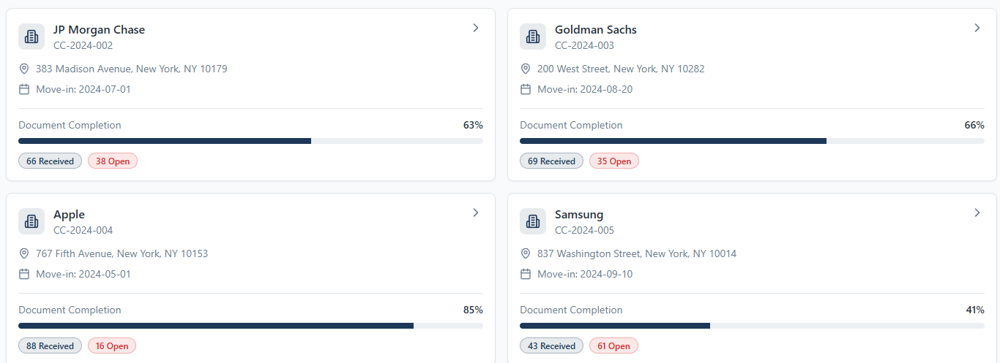 JP Morgan Chase
CC-2024-002
383 Madison Avenue, New York, NY 10179
Move-in: 2024-07-01
Document Completion 63%
66 Received 38 Open
Goldman Sachs
CC-2024-003
200 West Street, New York, NY 10282
Move-in: 2024-08-20
Document Completion 66%
69 Received 35 Open
Apple
CC-2024-004
767 Fifth Avenue, New York, NY 10153
Move-in: 2024-05-01
Document Completion 85%
88 Received 16 Open
Samsung
CC-2024-005
837 Washington Street, New York, NY 10014
Move-in: 2024-09-10
Document Completion 41%
43 Received 61 Open